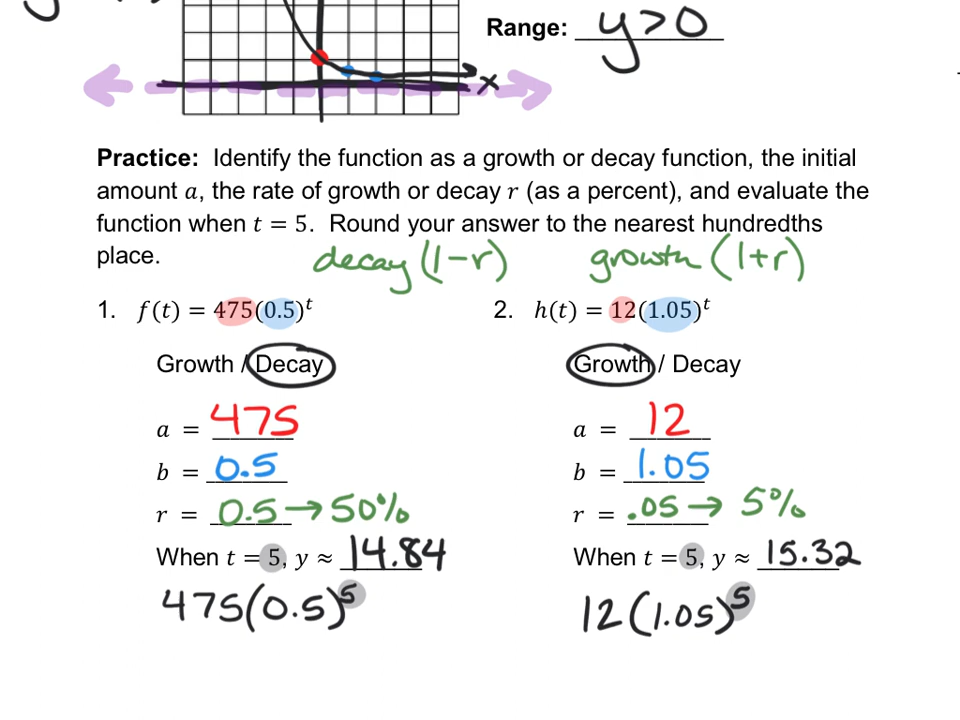 Range: y>0
x
Practice: Identify the function as a growth or decay function, the initial
amount a, the rate of growth or decay r (as a percent), and evaluate the
function when t = 5. Round your answer to the nearest hundredths
place. decay (1-r) growth (1+r)
1. f(t) = 475(0.5)^t
Growth / Decay
a = 475
b = 0.5
r = 0.5 → 50%
When t = 5, y ≈ 14.84
475(0.5)^5
2. h(t) = 12(1.05)^t
Growth / Decay
a = 12
b = 1.05
r = .05 → 5%
When t = 5, y ≈ 15.32
12(1.05)^5